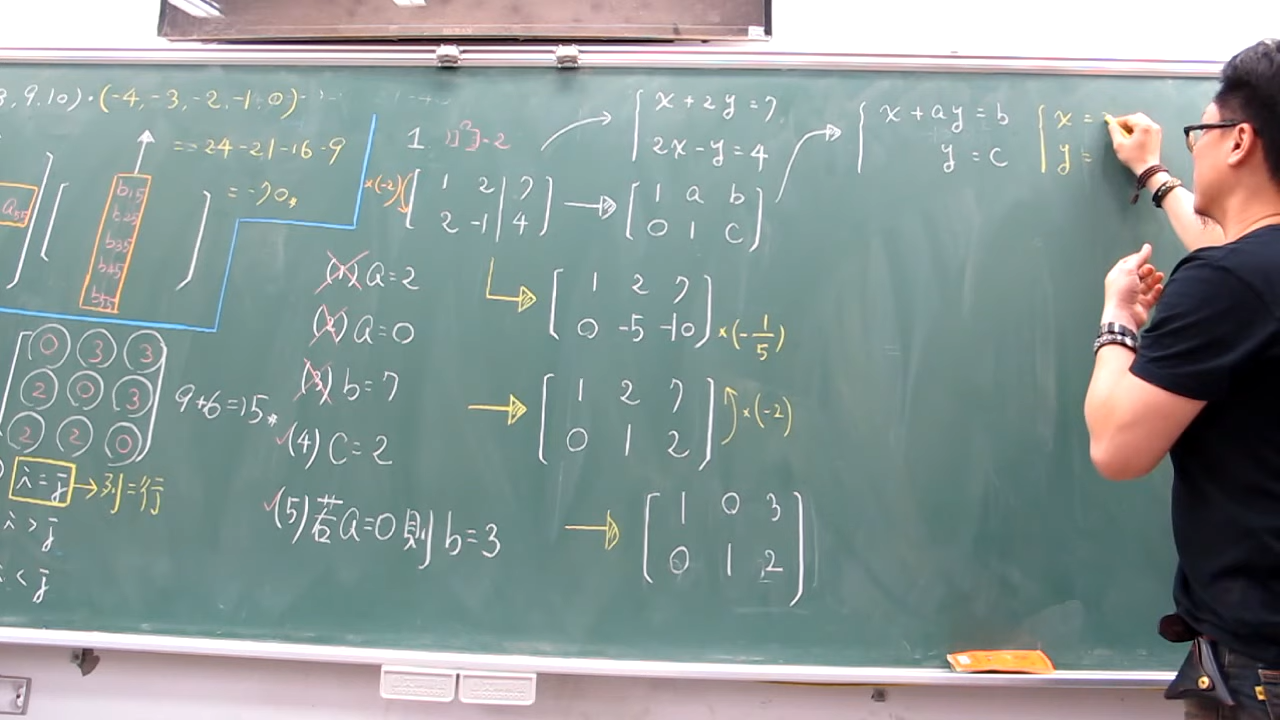 , 9, 10) · (-4, -3, -2, -1, 0)
= -24-21-16-9
= -70*
a55
b15
b25
b35
b45
b55
0 3 3
2 0 3
2 2 0
9+6=15*
i=j → 列=行
i>j
i<j
1.
x(-2)
1 2 | 7
2 -1 | 4
(1) a=2
(2) a=0
(3) b=7
(4) c=2
(5) 若a=0則b=3
x+2y=7
2x-y=4
1 a b
0 1 c
1 2 7
0 -5 -10
x(-1/5)
1 2 7
0 1 2
x(-2)
1 0 3
0 1 2
x+ay=b
y=c
x=
y=